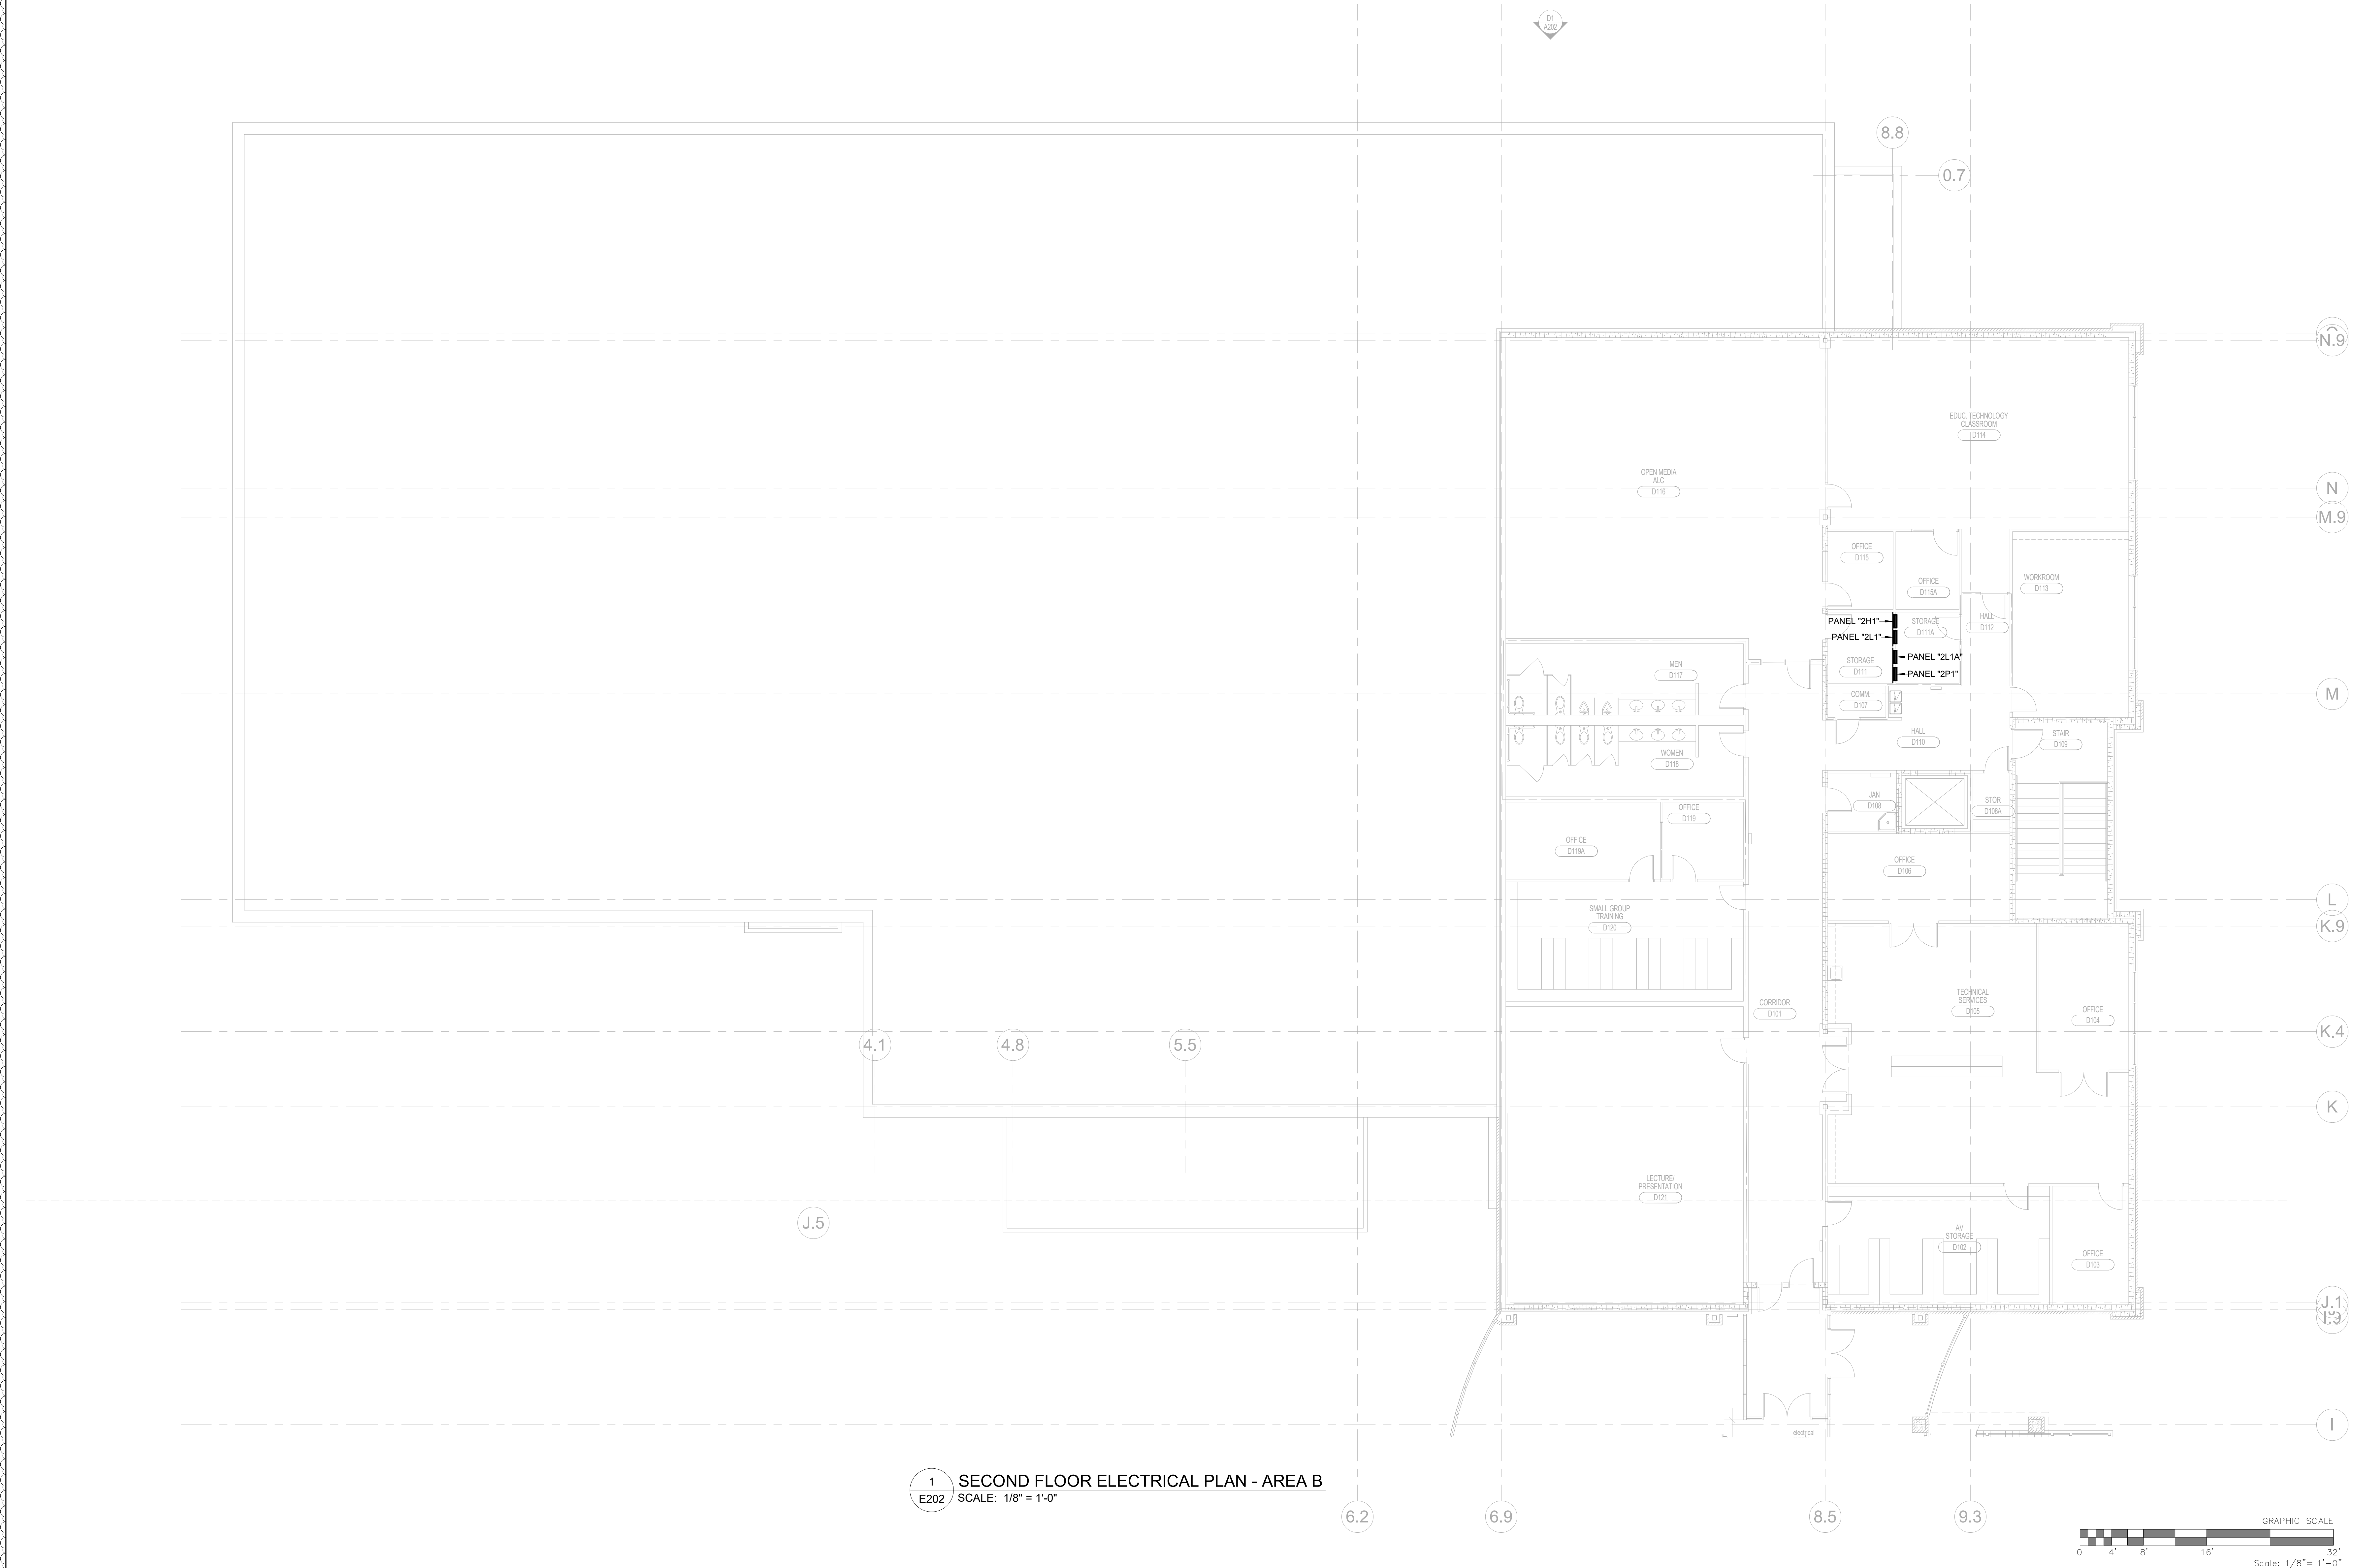 D1
A202
8.8
0.7
N.9
EDUC. TECHNOLOGY
CLASSROOM
D114
OPEN MEDIA
ALC
D116
N
M.9
OFFICE
D115
OFFICE
D115A
WORKROOM
D113
HALL
D112
PANEL "2H1"
STORAGE
D111A
PANEL "2L1"
PANEL "2L1A"
STORAGE
D111
PANEL "2P1"
MEN
D117
COMM.
D107
M
HALL
D110
STAIR
D109
WOMEN
D118
JAN
D108
STOR
D108A
OFFICE
D119
OFFICE
D119A
OFFICE
D106
L
SMALL GROUP
TRAINING
D120
K.9
TECHNICAL
SERVICES
D105
CORRIDOR
D101
OFFICE
D104
K.4
4.1
4.8
5.5
K
LECTURE/
PRESENTATION
D121
J.5
AV
STORAGE
D102
OFFICE
D103
J.1
I.9
I
ELECTRICAL
1
E202
SECOND FLOOR ELECTRICAL PLAN - AREA B
SCALE: 1/8" = 1'-0"
6.2
6.9
8.5
9.3
GRAPHIC SCALE
0 4' 8' 16' 32'
Scale: 1/8"= 1'-0"